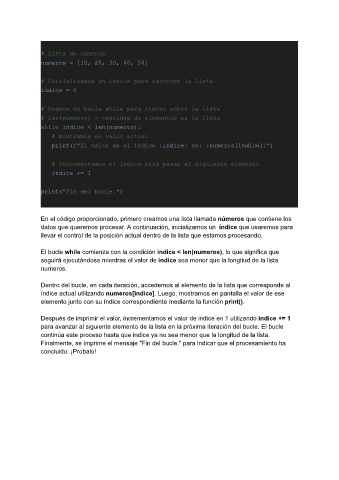 # Lista de números
numeros = [10, 20, 30, 40, 50]
# Inicializamos un índice para recorrer la lista
indice = 0
# Usamos un bucle while para iterar sobre la lista
# len(numeros) = cantidad de elementos en la lista
while indice < len(numeros):
# Mostramos el valor actual
print(f"El valor en el índice {indice} es: {numeros[indice]}")
# Incrementamos el índice para pasar al siguiente elemento
indice += 1
print("Fin del bucle.")
En el código proporcionado, primero creamos una lista llamada números que contiene los
datos que queremos procesar. A continuación, inicializamos un índice que usaremos para
llevar el control de la posición actual dentro de la lista que estamos procesando.
El bucle while comienza con la condición indice < len(numeros), lo que significa que
seguirá ejecutándose mientras el valor de indice sea menor que la longitud de la lista
numeros.
Dentro del bucle, en cada iteración, accedemos al elemento de la lista que corresponde al
índice actual utilizando numeros[indice]. Luego, mostramos en pantalla el valor de ese
elemento junto con su índice correspondiente mediante la función print().
Después de imprimir el valor, incrementamos el valor de indice en 1 utilizando indice += 1
para avanzar al siguiente elemento de la lista en la próxima iteración del bucle. El bucle
continúa este proceso hasta que índice ya no sea menor que la longitud de la lista.
Finalmente, se imprime el mensaje "Fin del bucle." para indicar que el procesamiento ha
concluido. ¡Probalo!